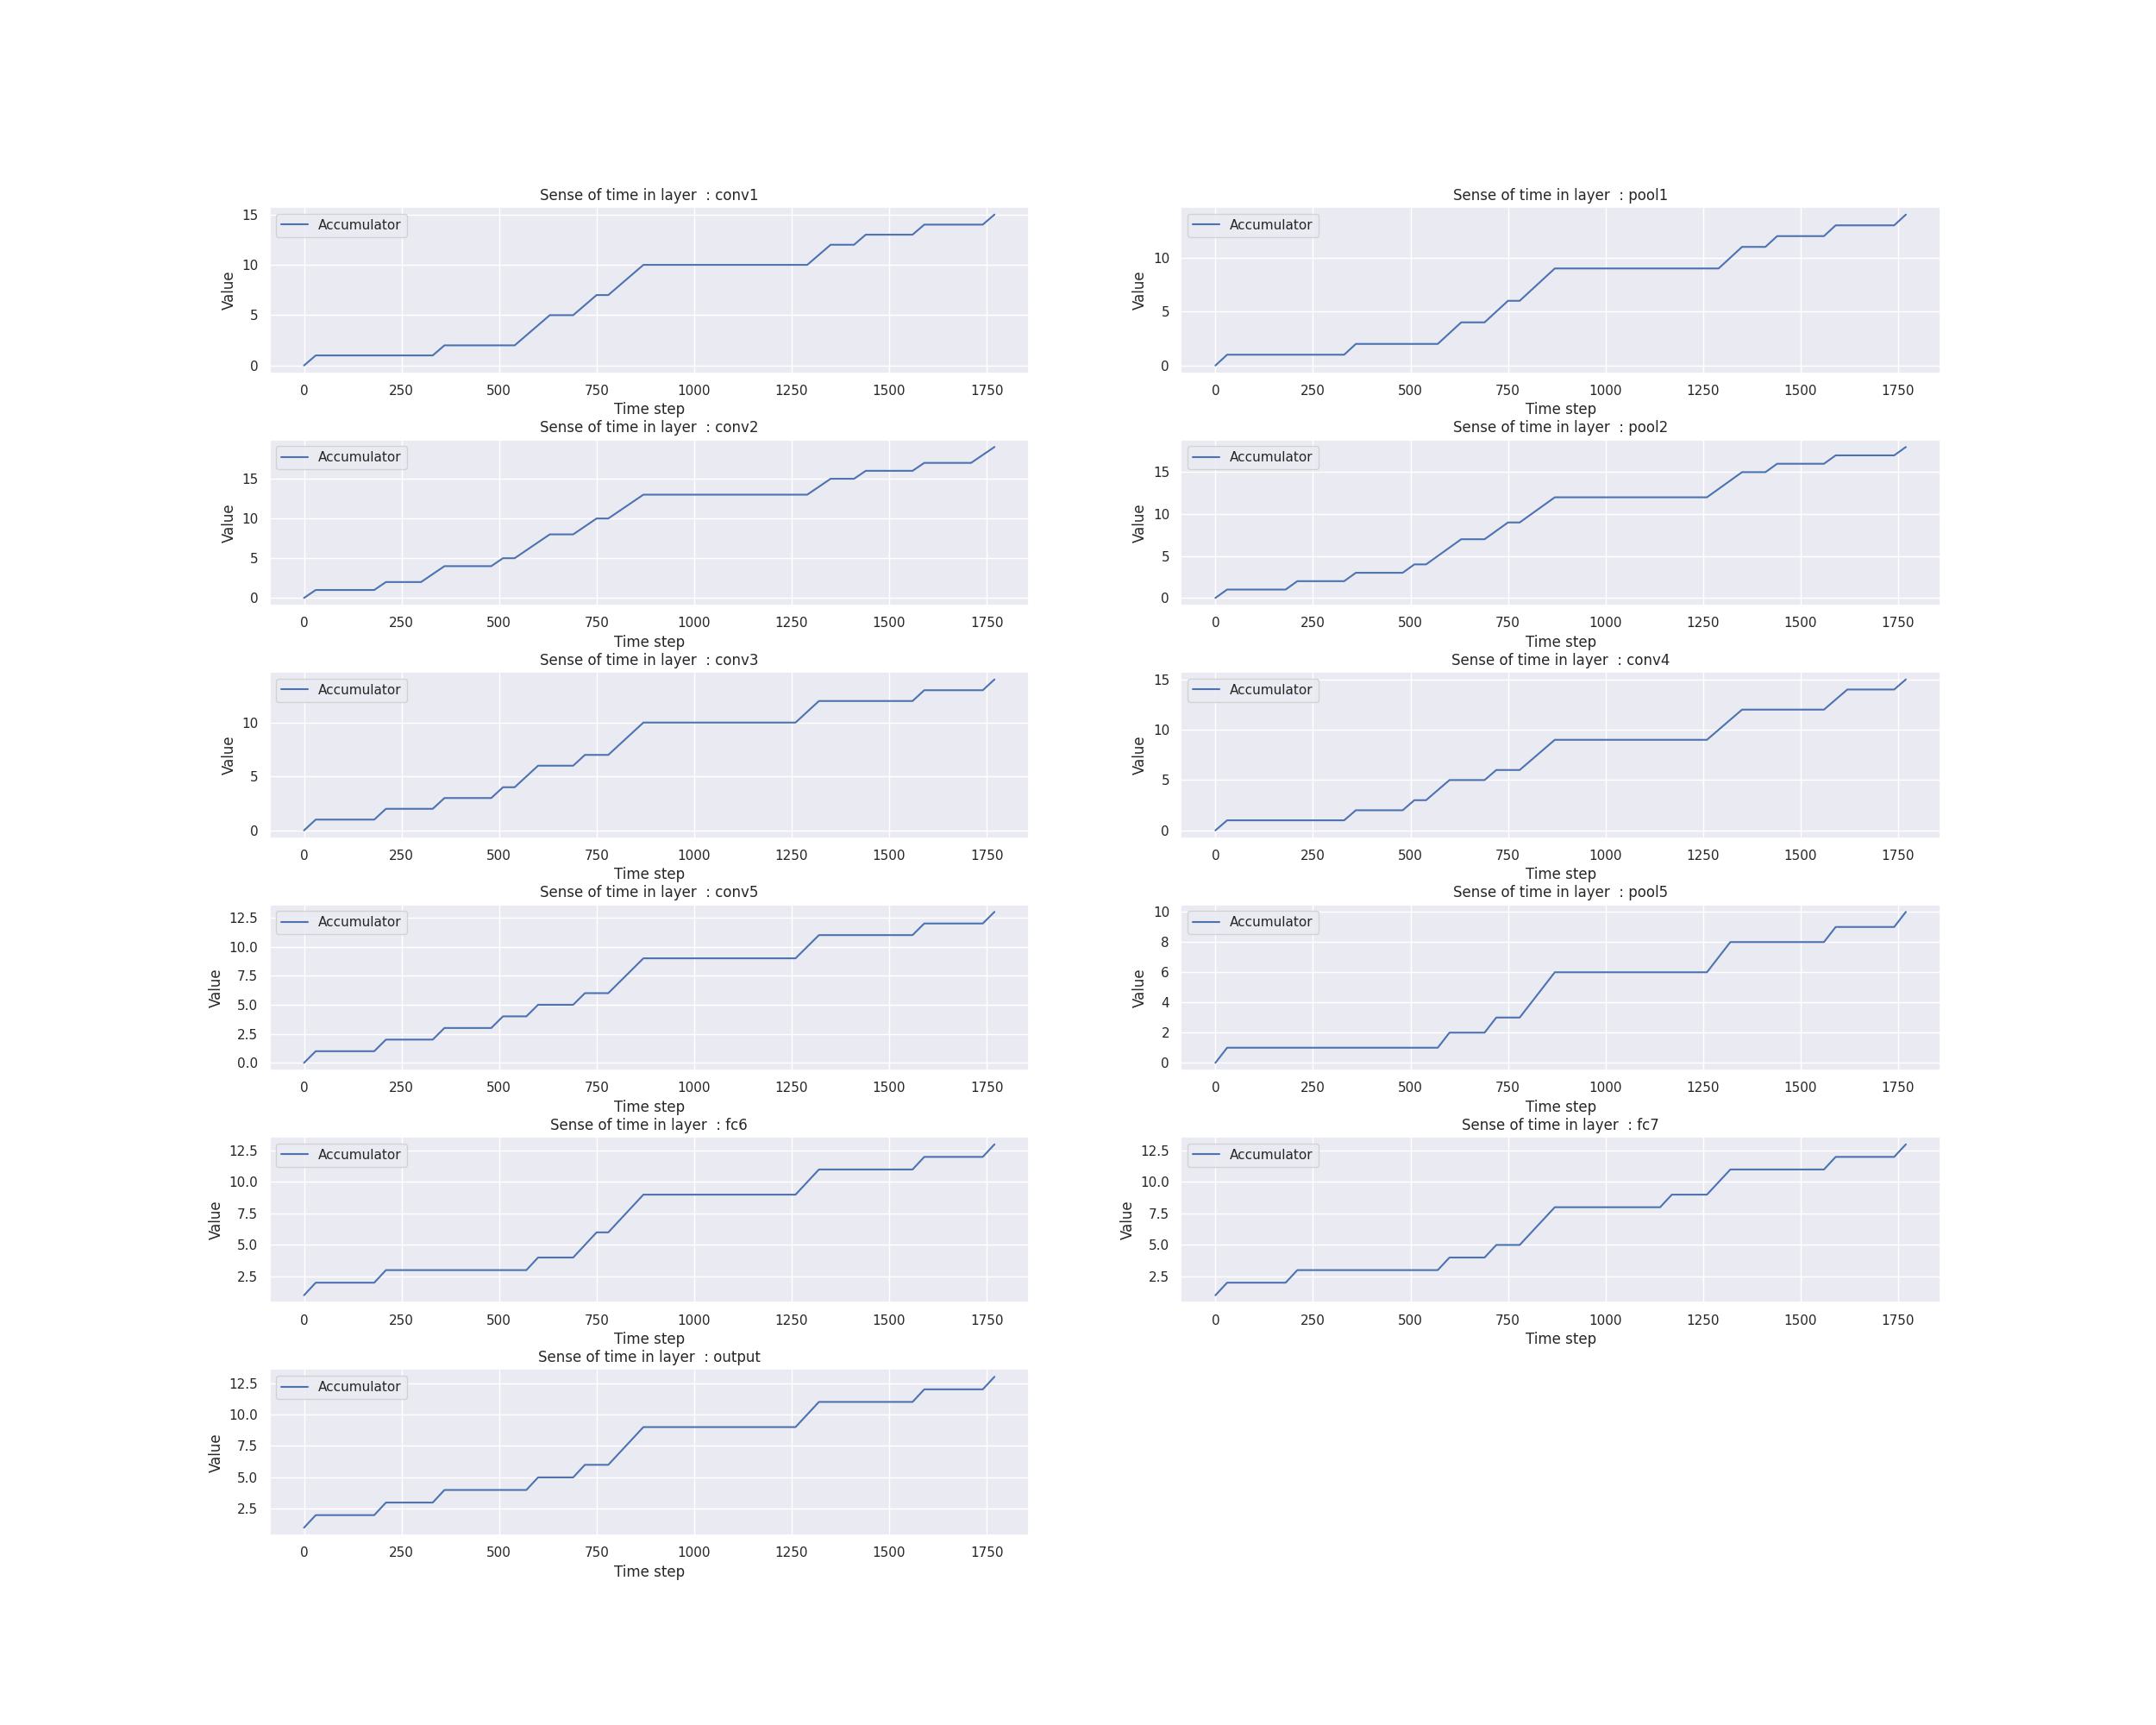 Sense of time in layer  : conv1
Accumulator
Value
15
10
5
0
0 250 500 750 1000 1250 1500 1750
Time step
Sense of time in layer  : pool1
Accumulator
Value
10
5
0
0 250 500 750 1000 1250 1500 1750
Time step
Sense of time in layer  : conv2
Accumulator
Value
15
10
5
0
0 250 500 750 1000 1250 1500 1750
Time step
Sense of time in layer  : pool2
Accumulator
Value
15
10
5
0
0 250 500 750 1000 1250 1500 1750
Time step
Sense of time in layer  : conv3
Accumulator
Value
10
5
0
0 250 500 750 1000 1250 1500 1750
Time step
Sense of time in layer  : conv4
Accumulator
Value
15
10
5
0
0 250 500 750 1000 1250 1500 1750
Time step
Sense of time in layer  : conv5
Accumulator
Value
12.5
10.0
7.5
5.0
2.5
0.0
0 250 500 750 1000 1250 1500 1750
Time step
Sense of time in layer  : pool5
Accumulator
Value
10
8
6
4
2
0
0 250 500 750 1000 1250 1500 1750
Time step
Sense of time in layer  : fc6
Accumulator
Value
12.5
10.0
7.5
5.0
2.5
0 250 500 750 1000 1250 1500 1750
Time step
Sense of time in layer  : fc7
Accumulator
Value
12.5
10.0
7.5
5.0
2.5
0 250 500 750 1000 1250 1500 1750
Time step
Sense of time in layer  : output
Accumulator
Value
12.5
10.0
7.5
5.0
2.5
0 250 500 750 1000 1250 1500 1750
Time step